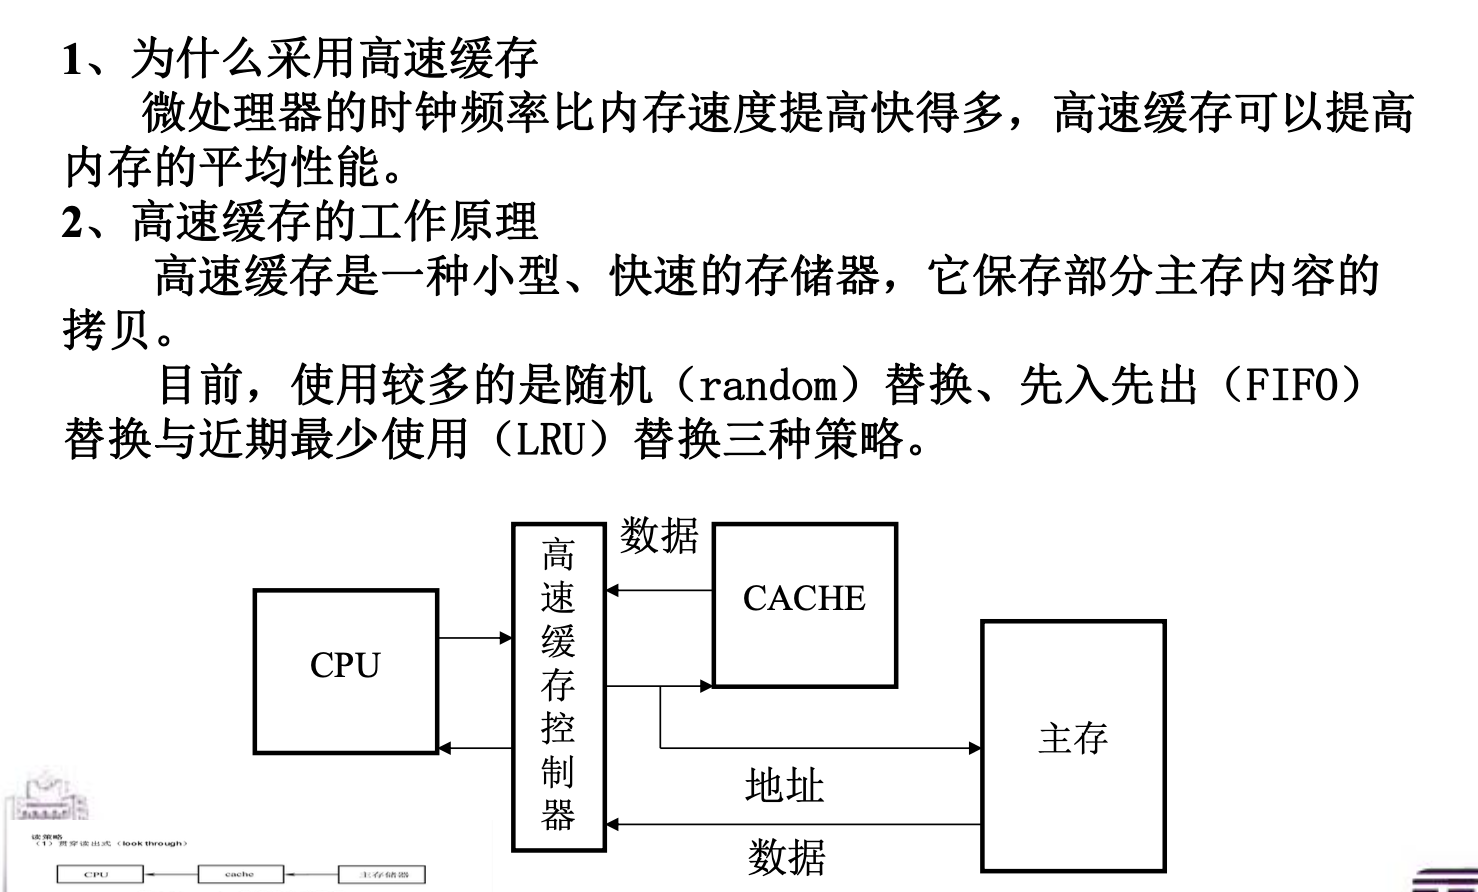 1、为什么采用高速缓存
微处理器的时钟频率比内存速度提高快得多，高速缓存可以提高
内存的平均性能。
2、高速缓存的工作原理
高速缓存是一种小型、快速的存储器，它保存部分主存内容的
拷贝。
目前，使用较多的是随机（random）替换、先入先出（FIFO）
替换与近期最少使用（LRU）替换三种策略。
数据
高速缓存控制器
CACHE
CPU
主存
地址
数据
读策略
（1）贯穿读出式（look through）
CPU
cache
主存储器